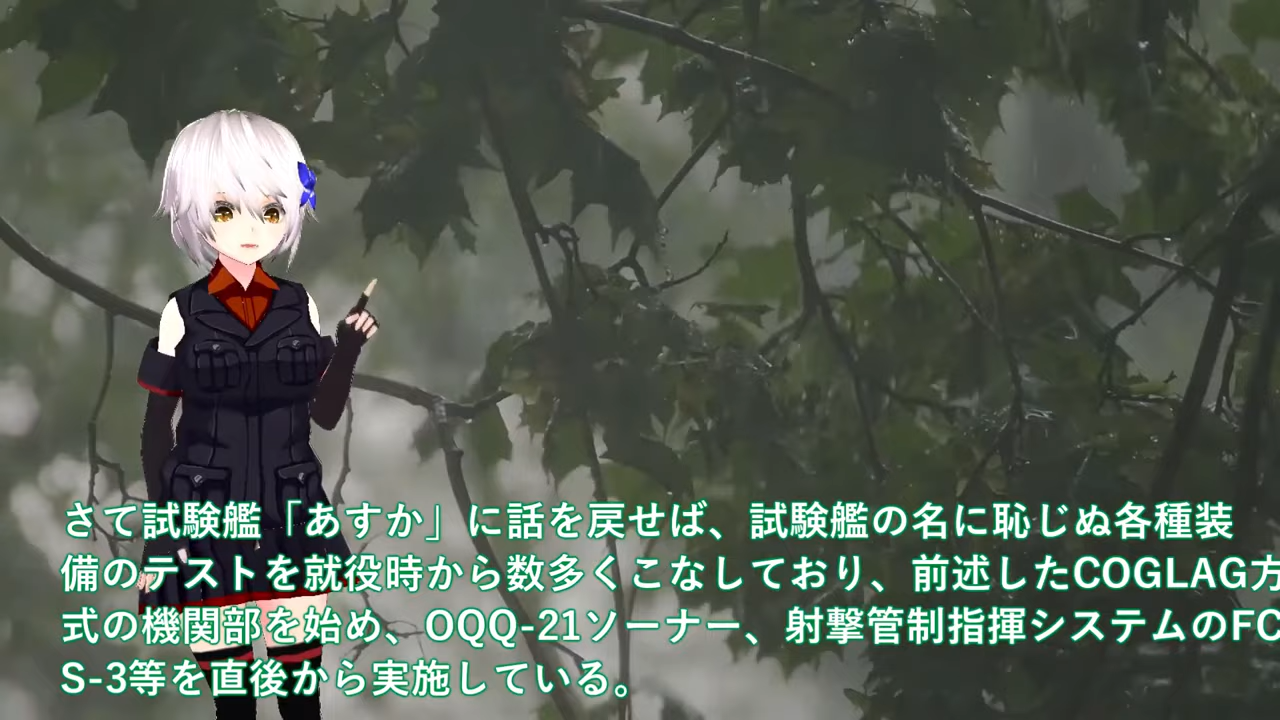 さて試験艦「あすか」に話を戻せば、試験艦の名に恥じぬ各種装
備のテストを就役時から数多くこなしており、前述したCOGLAG方
式の機関部を始め、OQQ-21ソーナー、射撃管制指揮システムのFC
S-3等を直後から実施している。